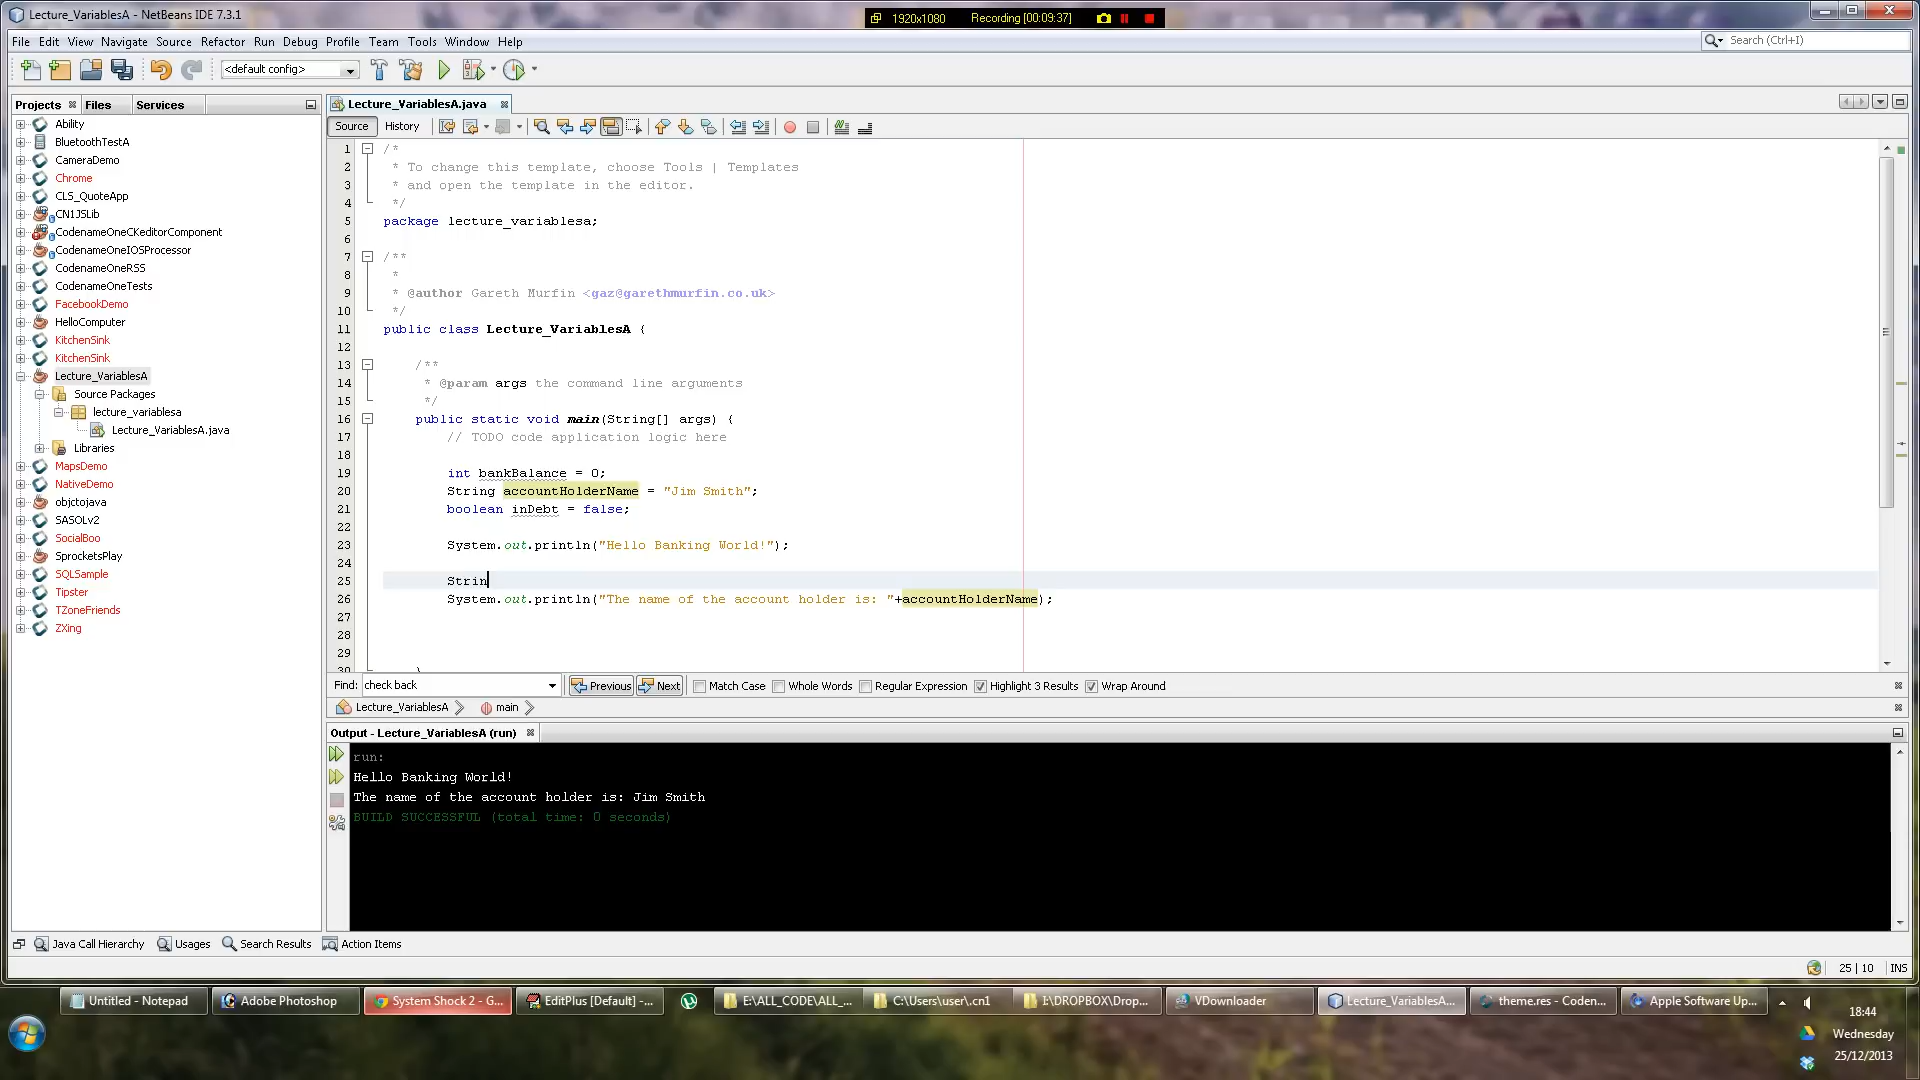 Lecture_VariablesA - NetBeans IDE 7.3.1
1920x1080 Recording [00:09:37]
File Edit View Navigate Source Refactor Run Debug Profile Team Tools Window Help
Search (Ctrl+I)
<default config>
Projects Files Services
Lecture_VariablesA.java
Source History
Ability
BluetoothTestA
CameraDemo
Chrome
CLS_QuoteApp
CN1JSLib
CodenameOneCKeditorComponent
CodenameOneIOSProcessor
CodenameOneRSS
CodenameOneTests
FacebookDemo
HelloComputer
KitchenSink
KitchenSink
Lecture_VariablesA
Source Packages
lecture_variablesa
Lecture_VariablesA.java
Libraries
MapsDemo
NativeDemo
objctojava
SASOLv2
SocialBoo
SprocketsPlay
SQLSample
Tipster
TZoneFriends
ZXing
1 /*
2 * To change this template, choose Tools | Templates
3 * and open the template in the editor.
4 */
5 package lecture_variablesa;
6
7 /**
8 *
9 * @author Gareth Murfin <gaz@garethmurfin.co.uk>
10 */
11 public class Lecture_VariablesA {
12
13 /**
14 * @param args the command line arguments
15 */
16 public static void main(String[] args) {
17 // TODO code application logic here
18
19 int bankBalance = 0;
20 String accountHolderName = "Jim Smith";
21 boolean inDebt = false;
22
23 System.out.println("Hello Banking World!");
24
25 Strin
26 System.out.println("The name of the account holder is: "+accountHolderName);
27
28
29
30 }
Find: check back Previous Next Match Case Whole Words Regular Expression Highlight 3 Results Wrap Around
Lecture_VariablesA main
Output - Lecture_VariablesA (run)
run:
Hello Banking World!
The name of the account holder is: Jim Smith
BUILD SUCCESSFUL (total time: 0 seconds)
Java Call Hierarchy Usages Search Results Action Items
25 | 10 INS
Untitled - Notepad Adobe Photoshop System Shock 2 - G... EditPlus [Default] -... E:\ALL_CODE\ALL_... C:\Users\user\.cn1 I:\DROPBOX\Drop... VDownloader Lecture_VariablesA... theme.res - Coden... Apple Software Up...
18:44
Wednesday
25/12/2013